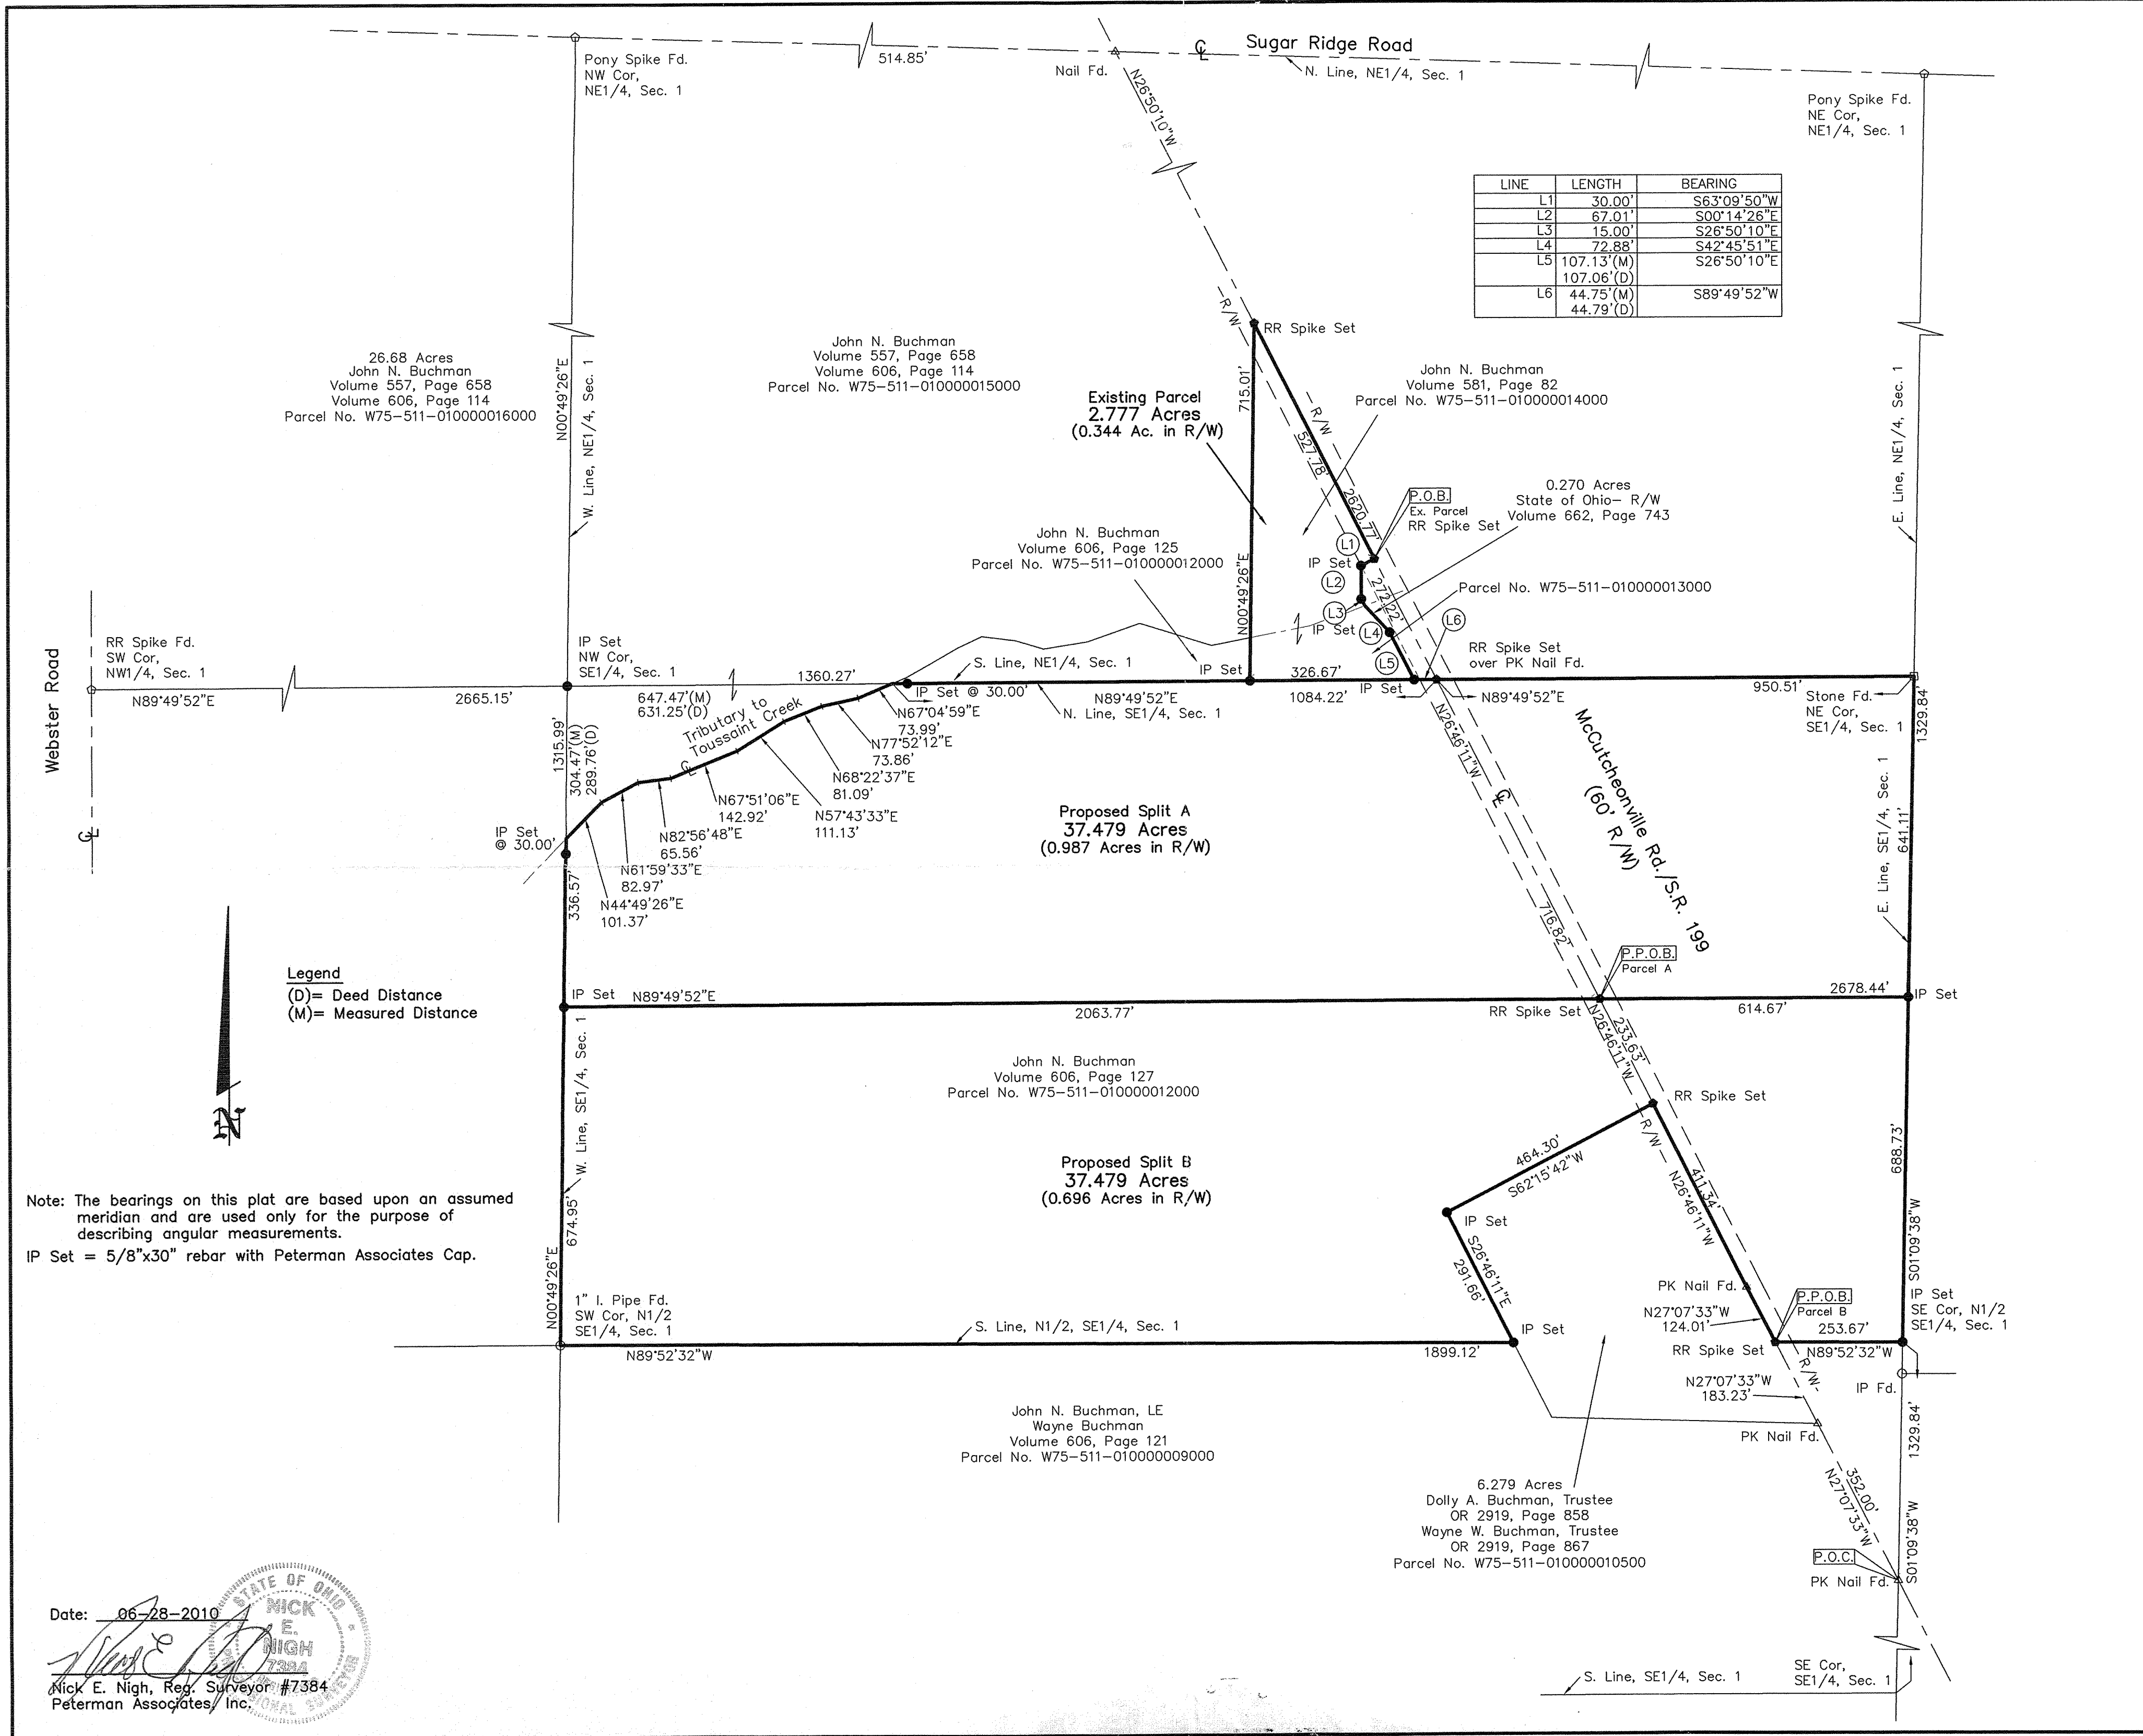 Sugar Ridge Road
N. Line, NE1/4, Sec. 1
514.85'
Nail Fd.
N26°50'10"W
Pony Spike Fd.
NW Cor,
NE1/4, Sec. 1
Pony Spike Fd.
NE Cor,
NE1/4, Sec. 1
LINE LENGTH BEARING
L1 30.00' S63°09'50"W
L2 67.01' S00°14'26"E
L3 15.00' S26°50'10"E
L4 72.88' S42°45'51"E
L5 107.13'(M) S26°50'10"E
107.06'(D)
L6 44.75'(M) S89°49'52"W
44.79'(D)
26.68 Acres
John N. Buchman
Volume 557, Page 658
Volume 606, Page 114
Parcel No. W75-511-010000016000
N00°49'26"E
W. Line, NE1/4, Sec. 1
John N. Buchman
Volume 557, Page 658
Volume 606, Page 114
Parcel No. W75-511-010000015000
R/W
RR Spike Set
Existing Parcel
2.777 Acres
(0.344 Ac. in R/W)
715.01'
N00°49'26"E
R/W
527.78'
2620.77'
John N. Buchman
Volume 581, Page 82
Parcel No. W75-511-010000014000
E. Line, NE1/4, Sec. 1
P.O.B.
Ex. Parcel
RR Spike Set
0.270 Acres
State of Ohio- R/W
Volume 662, Page 743
John N. Buchman
Volume 606, Page 125
Parcel No. W75-511-010000012000
L1
IP Set
L2
272.22'
L3
IP Set
L4
L5
L6
Parcel No. W75-511-010000013000
RR Spike Set
over PK Nail Fd.
Webster Road
RR Spike Fd.
SW Cor,
NW1/4, Sec. 1
N89°49'52"E
2665.15'
IP Set
NW Cor,
SE1/4, Sec. 1
647.47'(M)
631.25'(D)
1360.27'
S. Line, NE1/4, Sec. 1
IP Set @ 30.00'
N89°49'52"E
N. Line, SE1/4, Sec. 1
IP Set
326.67'
1084.22'
IP Set
N89°49'52"E
950.51'
Stone Fd.
NE Cor,
SE1/4, Sec. 1
1329.84'
Tributary to
Toussaint Creek
1315.99'
304.47'(M)
289.76'(D)
N67°04'59"E
73.99'
N77°52'12"E
73.86'
N68°22'37"E
81.09'
N57°43'33"E
111.13'
N67°51'06"E
142.92'
N82°56'48"E
65.56'
N61°59'33"E
82.97'
N44°49'26"E
101.37'
IP Set
@ 30.00'
336.57'
Proposed Split A
37.479 Acres
(0.987 Acres in R/W)
N26°46'11"W
McCutcheonville Rd./S.R. 199
(60' R/W)
716.82'
E. Line, SE1/4, Sec. 1
641.11'
P.P.O.B.
Parcel A
Legend
(D)= Deed Distance
(M)= Measured Distance
IP Set
N89°49'52"E
2063.77'
RR Spike Set
2678.44'
614.67'
IP Set
233.63'
N26°46'11"W
John N. Buchman
Volume 606, Page 127
Parcel No. W75-511-010000012000
W. Line, SE1/4, Sec. 1
674.95'
N00°49'26"E
RR Spike Set
R/W
464.30'
S62°15'42"W
411.34'
N26°46'11"W
688.73'
S01°09'38"W
Proposed Split B
37.479 Acres
(0.696 Acres in R/W)
N
Note: The bearings on this plat are based upon an assumed
meridian and are used only for the purpose of
describing angular measurements.
IP Set = 5/8"x30" rebar with Peterman Associates Cap.
IP Set
S26°46'11"E
291.66'
IP Set
PK Nail Fd.
N27°07'33"W
124.01'
P.P.O.B.
Parcel B
253.67'
RR Spike Set
N89°52'32"W
IP Set
SE Cor, N1/2
SE1/4, Sec. 1
1" I. Pipe Fd.
SW Cor, N1/2
SE1/4, Sec. 1
S. Line, N1/2, SE1/4, Sec. 1
N89°52'32"W
1899.12'
R/W
N27°07'33"W
183.23'
IP Fd.
PK Nail Fd.
John N. Buchman, LE
Wayne Buchman
Volume 606, Page 121
Parcel No. W75-511-010000009000
1329.84'
6.279 Acres
Dolly A. Buchman, Trustee
OR 2919, Page 858
Wayne W. Buchman, Trustee
OR 2919, Page 867
Parcel No. W75-511-010000010500
352.00'
N27°07'33"W
S01°09'38"W
P.O.C.
PK Nail Fd.
SE Cor,
SE1/4, Sec. 1
S. Line, SE1/4, Sec. 1
Date: 06-28-2010
STATE OF OHIO
NICK
E.
NIGH
7384
SURVEYOR
Nick E. Nigh, Reg. Surveyor #7384
Peterman Associates, Inc.